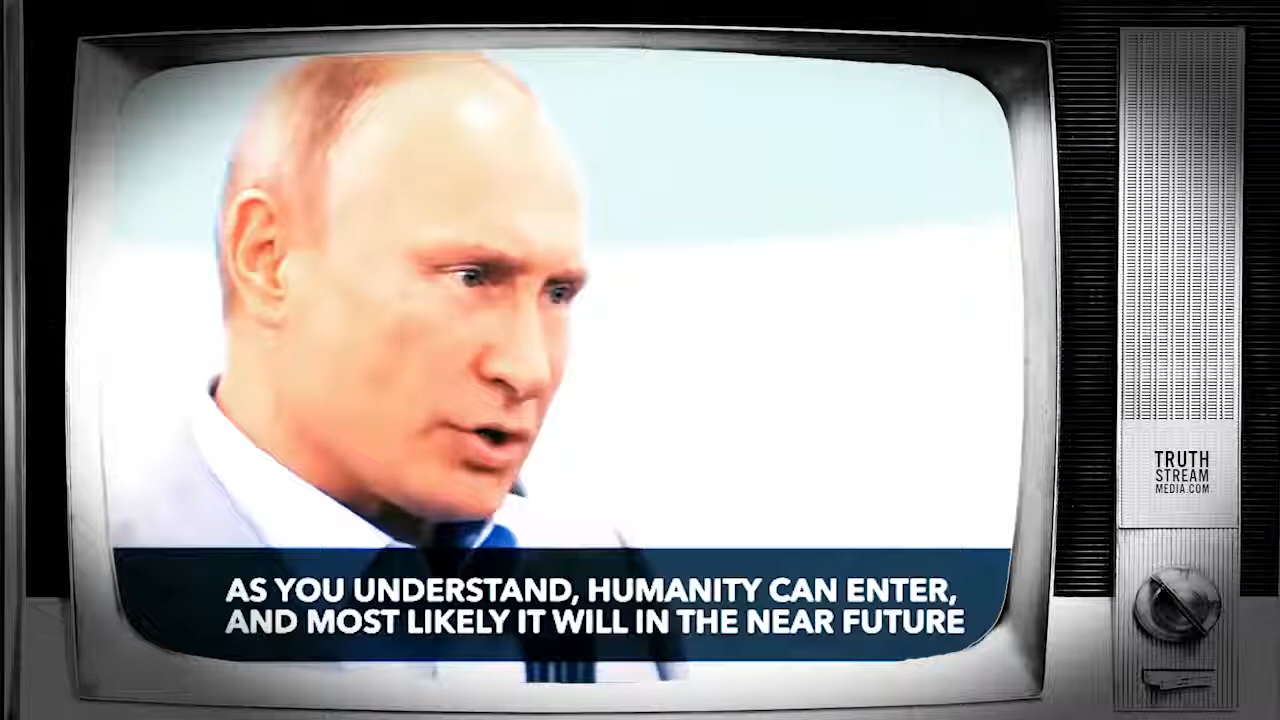 AS YOU UNDERSTAND, HUMANITY CAN ENTER,
AND MOST LIKELY IT WILL IN THE NEAR FUTURE
TRUTH
STREAM
MEDIA.COM